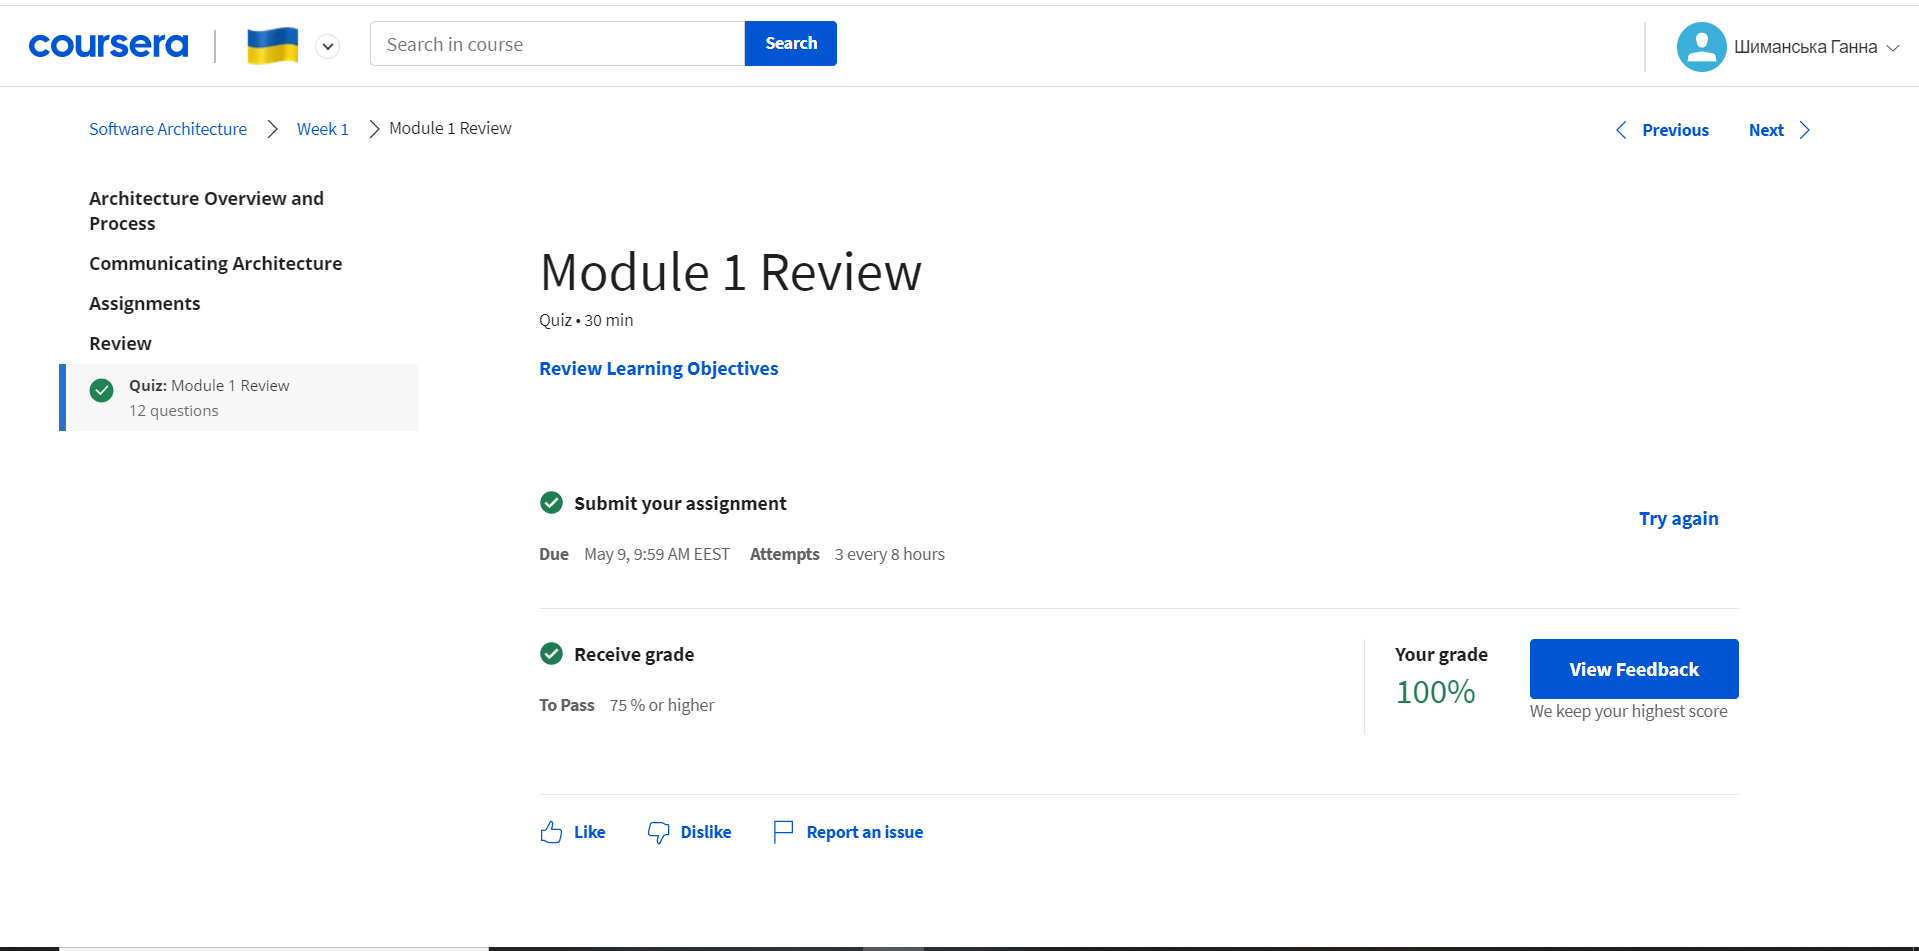 coursera
Search in course
Search
Шиманська Ганна
Software Architecture
Week 1
Module 1 Review
Previous
Next
Architecture Overview and
Process
Communicating Architecture
Assignments
Review
Quiz: Module 1 Review
12 questions
Module 1 Review
Quiz • 30 min
Review Learning Objectives
Submit your assignment
Try again
Due May 9, 9:59 AM EEST Attempts 3 every 8 hours
Receive grade
To Pass 75 % or higher
Your grade
100%
View Feedback
We keep your highest score
Like
Dislike
Report an issue